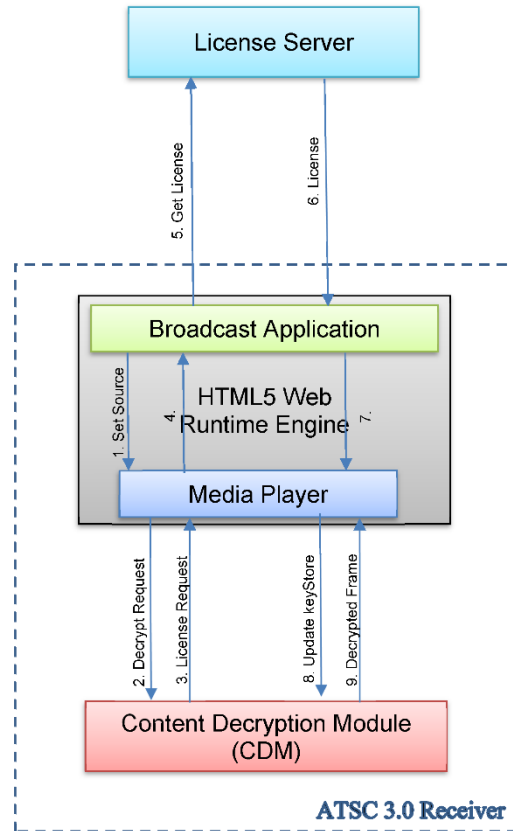 License Server
5. Get License
6. License
Broadcast Application
1. Set Source
4.
HTML5 Web
Runtime Engine
7.
Media Player
2. Decrypt Request
3. License Request
8. Update keyStore
9. Decrypted Frame
Content Decryption Module
(CDM)
ATSC 3.0 Receiver